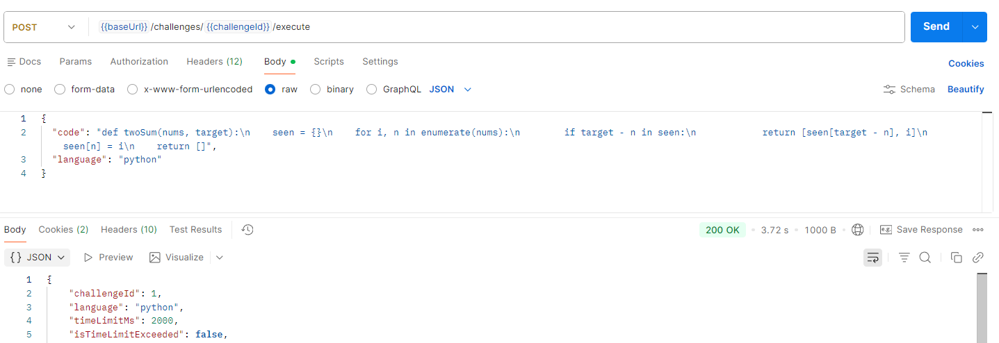 POST {{baseUrl}}/challenges/{{challengeId}}/execute Send
Docs Params Authorization Headers (12) Body Scripts Settings Cookies
none form-data x-www-form-urlencoded raw binary GraphQL JSON Schema Beautify
1 {
2 "code": "def twoSum(nums, target):\n    seen = {}\n    for i, n in enumerate(nums):\n        if target - n in seen:\n            return [seen[target - n], i]\n
seen[n] = i\n    return []",
3 "language": "python"
4 }
Body Cookies (2) Headers (10) Test Results 200 OK • 3.72 s • 1000 B • e.g. Save Response
{} JSON Preview Visualize
1 {
2 "challengeId": 1,
3 "language": "python",
4 "timeLimitMs": 2000,
5 "isTimeLimitExceeded": false,